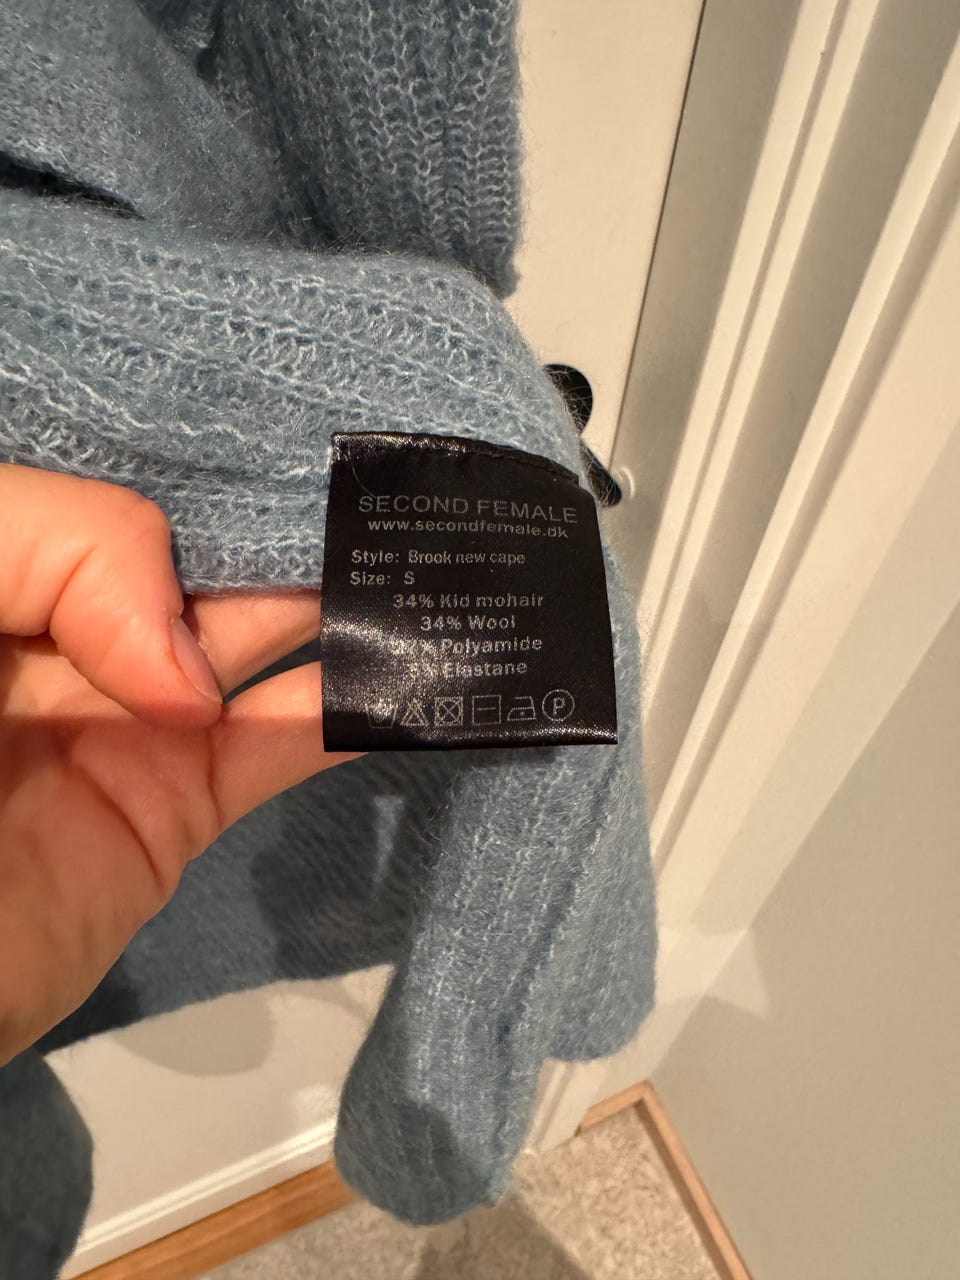 SECOND FEMALE
www.secondfemale.dk
Style: Brook new cape
Size: S
34% Kid mohair
34% Wool
Polyamide
Elastane
P